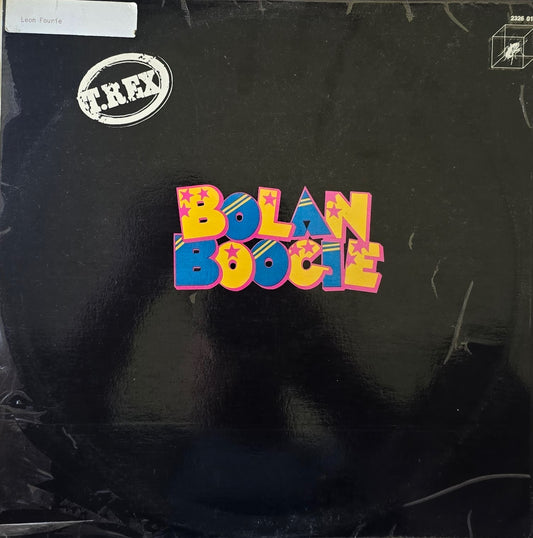 Leon Fourie
2326 01
T.REX
BOLAN
BOOGIE